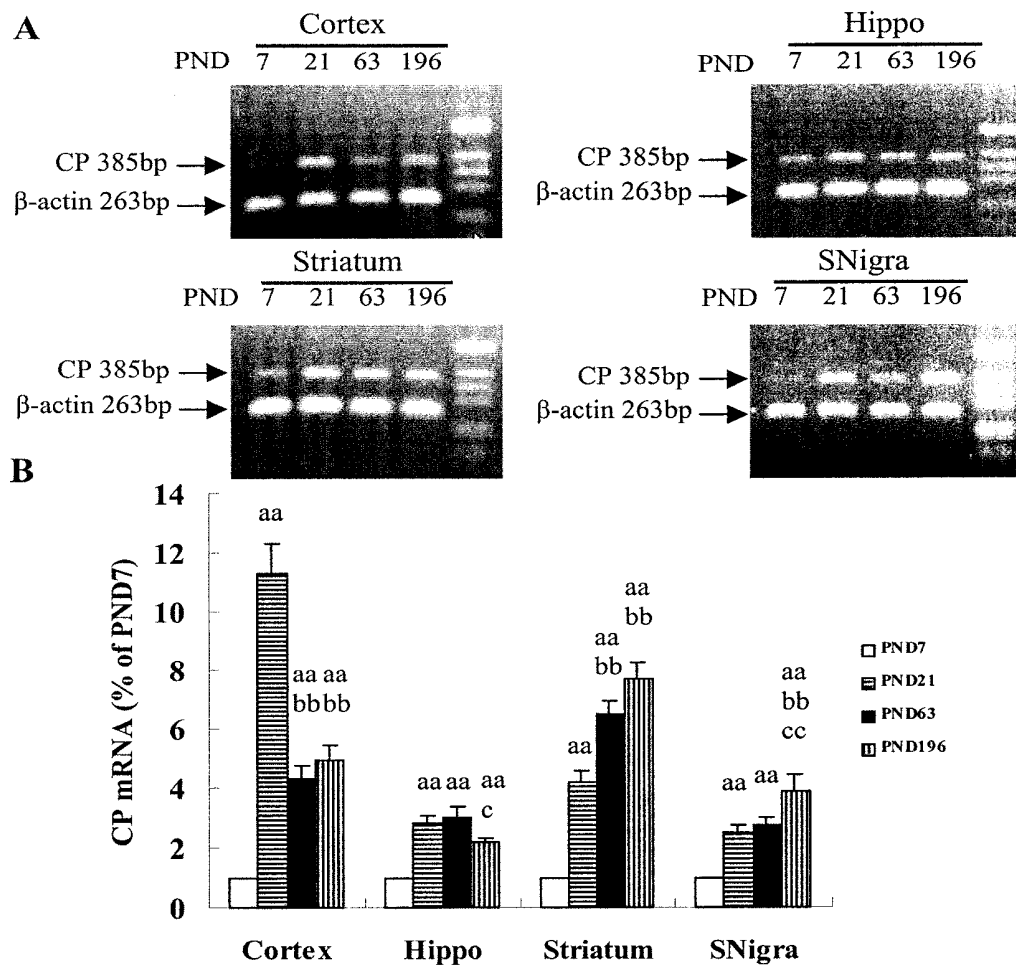 A
Cortex
PND 7 21 63 196
CP 385bp
β-actin 263bp
Hippo
PND 7 21 63 196
CP 385bp
β-actin 263bp
Striatum
PND 7 21 63 196
CP 385bp
β-actin 263bp
SNigra
PND 7 21 63 196
CP 385bp
β-actin 263bp
B
CP mRNA (% of PND7)
14
12
10
8
6
4
2
0
aa
aa aa
bb bb
aa aa aa
c
aa
aa
bb
aa
bb
aa aa
aa
bb
cc
PND7
PND21
PND63
PND196
Cortex Hippo Striatum SNigra